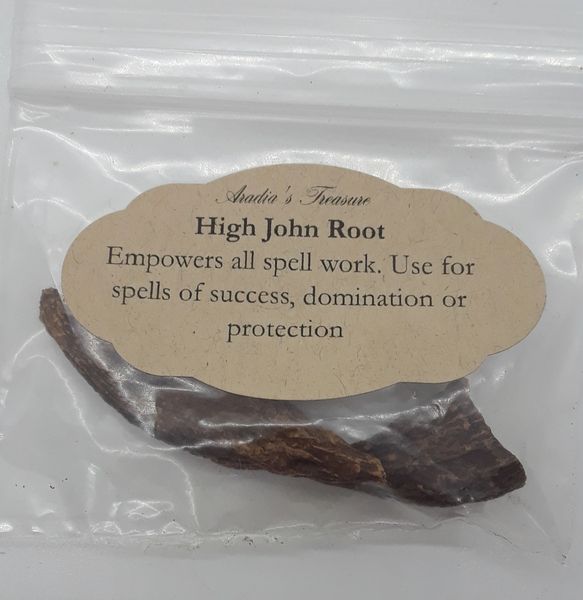 Aradia's Treasure
High John Root
Empowers all spell work. Use for
spells of success, domination or
protection